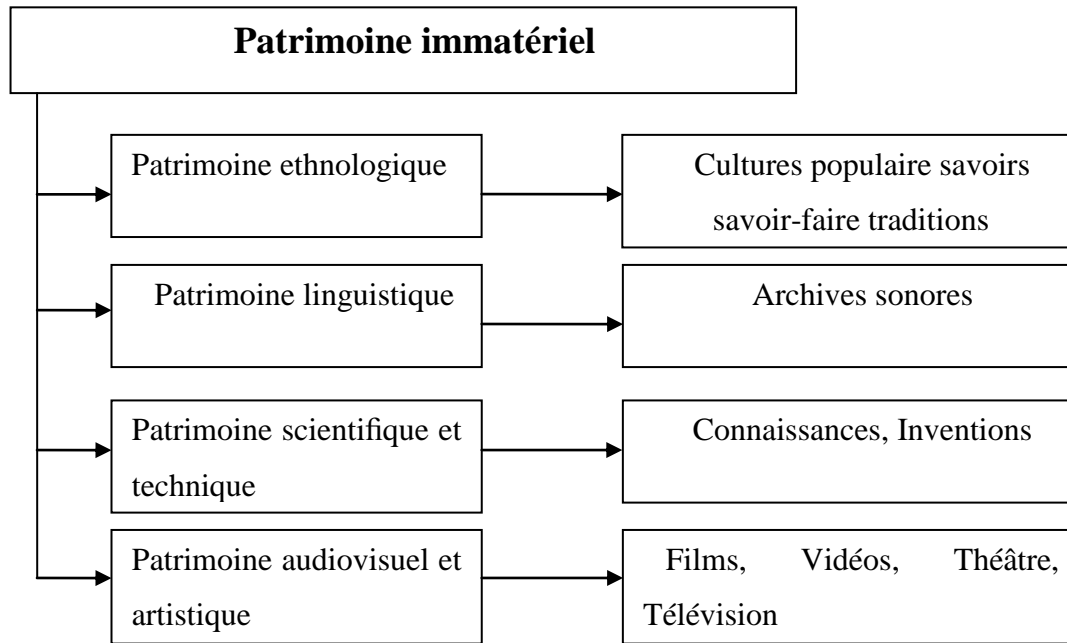 Patrimoine immatériel
Patrimoine ethnologique
Cultures populaire savoirs
savoir-faire traditions
Patrimoine linguistique
Archives sonores
Patrimoine scientifique et
technique
Connaissances, Inventions
Patrimoine audiovisuel et
artistique
Films, Vidéos, Théâtre,
Télévision